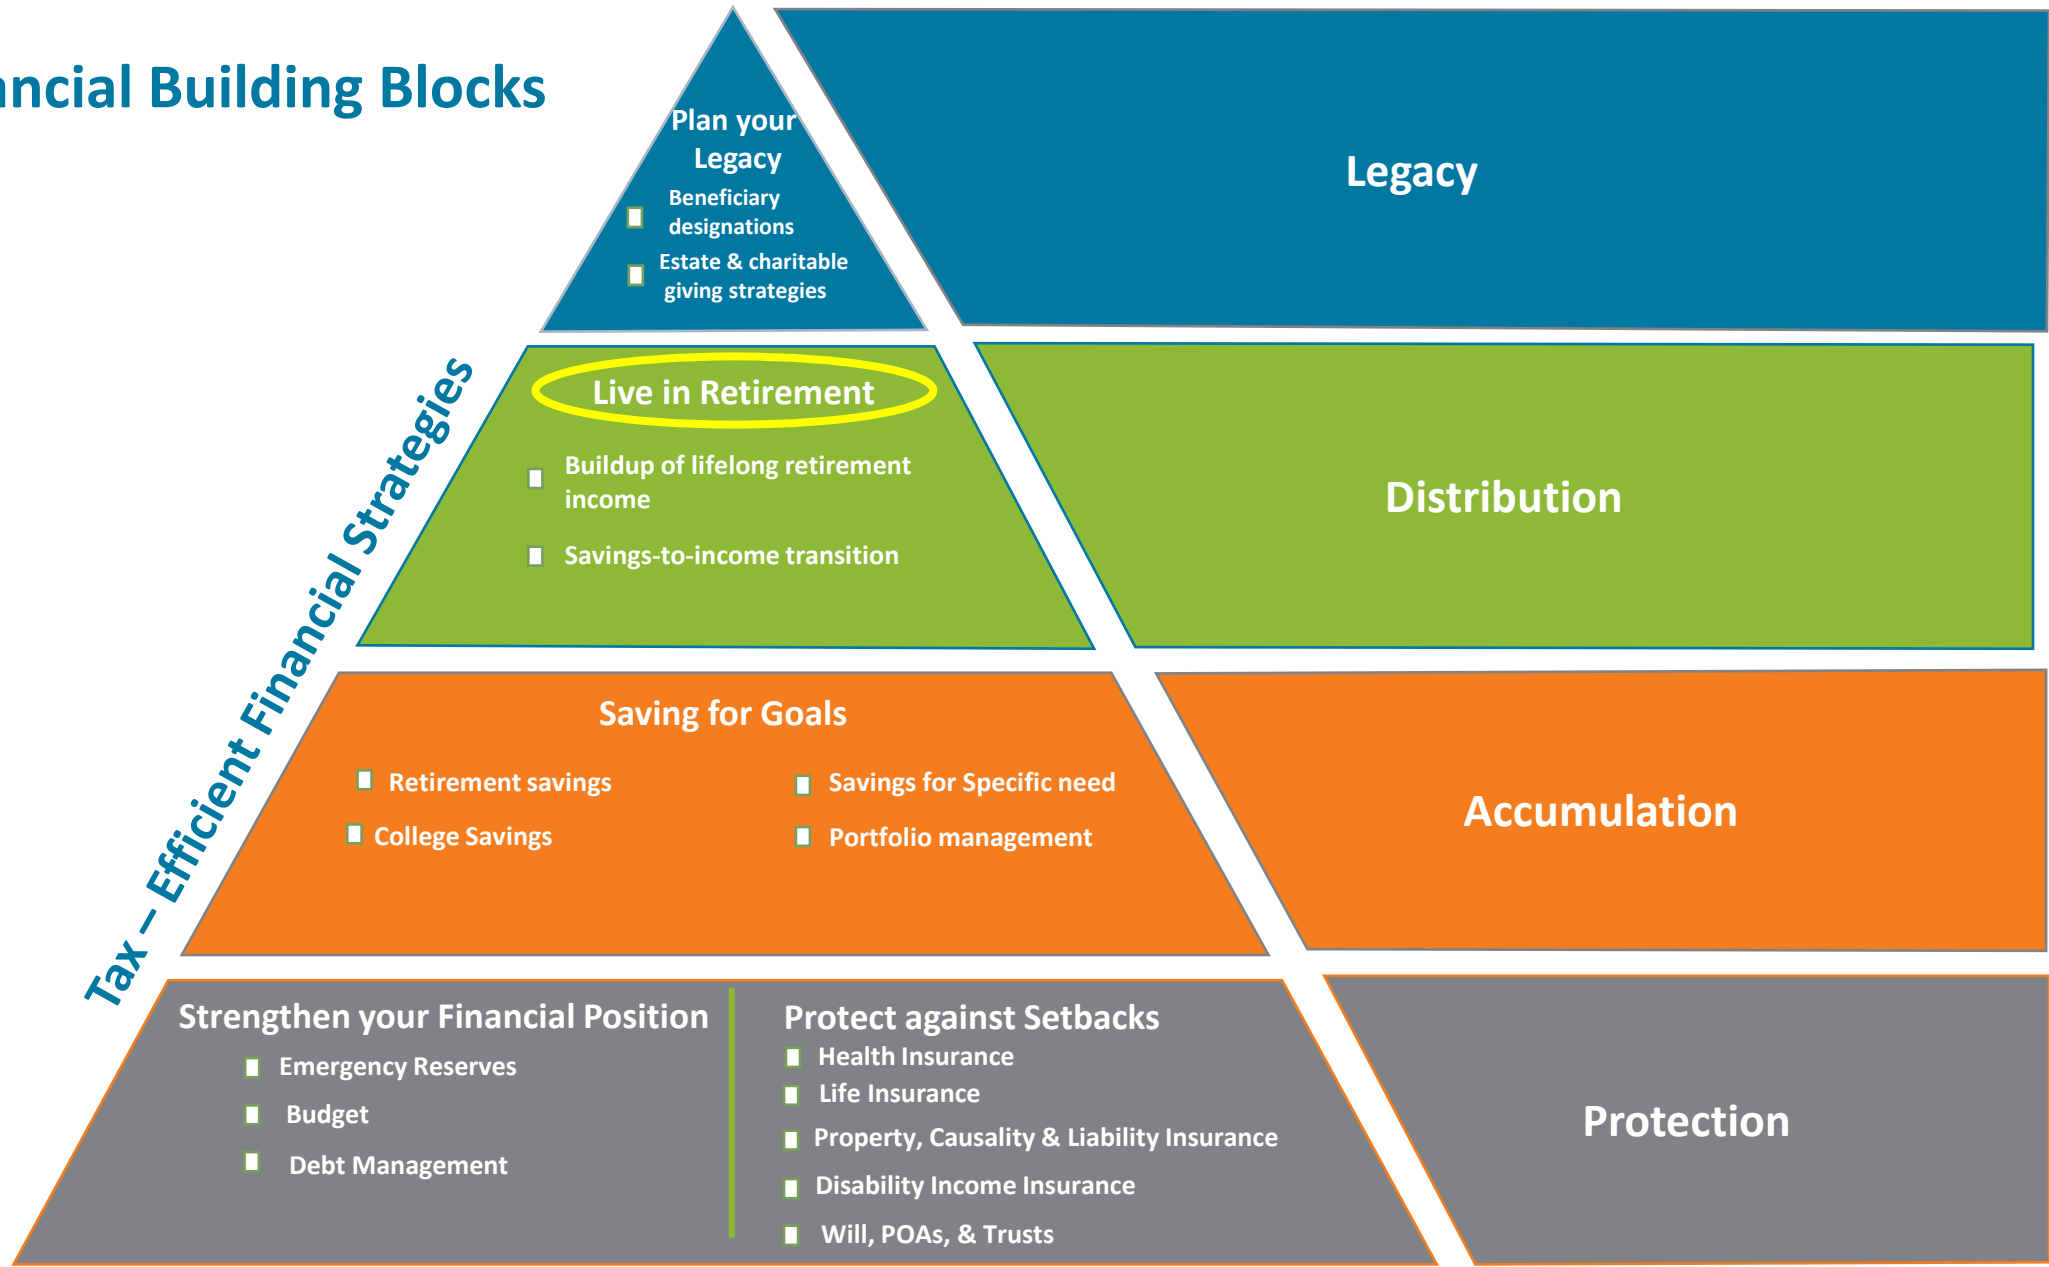 ncial Building Blocks
Plan your
Legacy
Beneficiary
designations
Estate & charitable
giving strategies
Legacy
Tax – Efficient Financial Strategies
Live in Retirement
Buildup of lifelong retirement
income
Savings-to-income transition
Distribution
Saving for Goals
Retirement savings
Savings for Specific need
College Savings
Portfolio management
Accumulation
Strengthen your Financial Position
Emergency Reserves
Budget
Debt Management
Protect against Setbacks
Health Insurance
Life Insurance
Property, Causality & Liability Insurance
Disability Income Insurance
Will, POAs, & Trusts
Protection